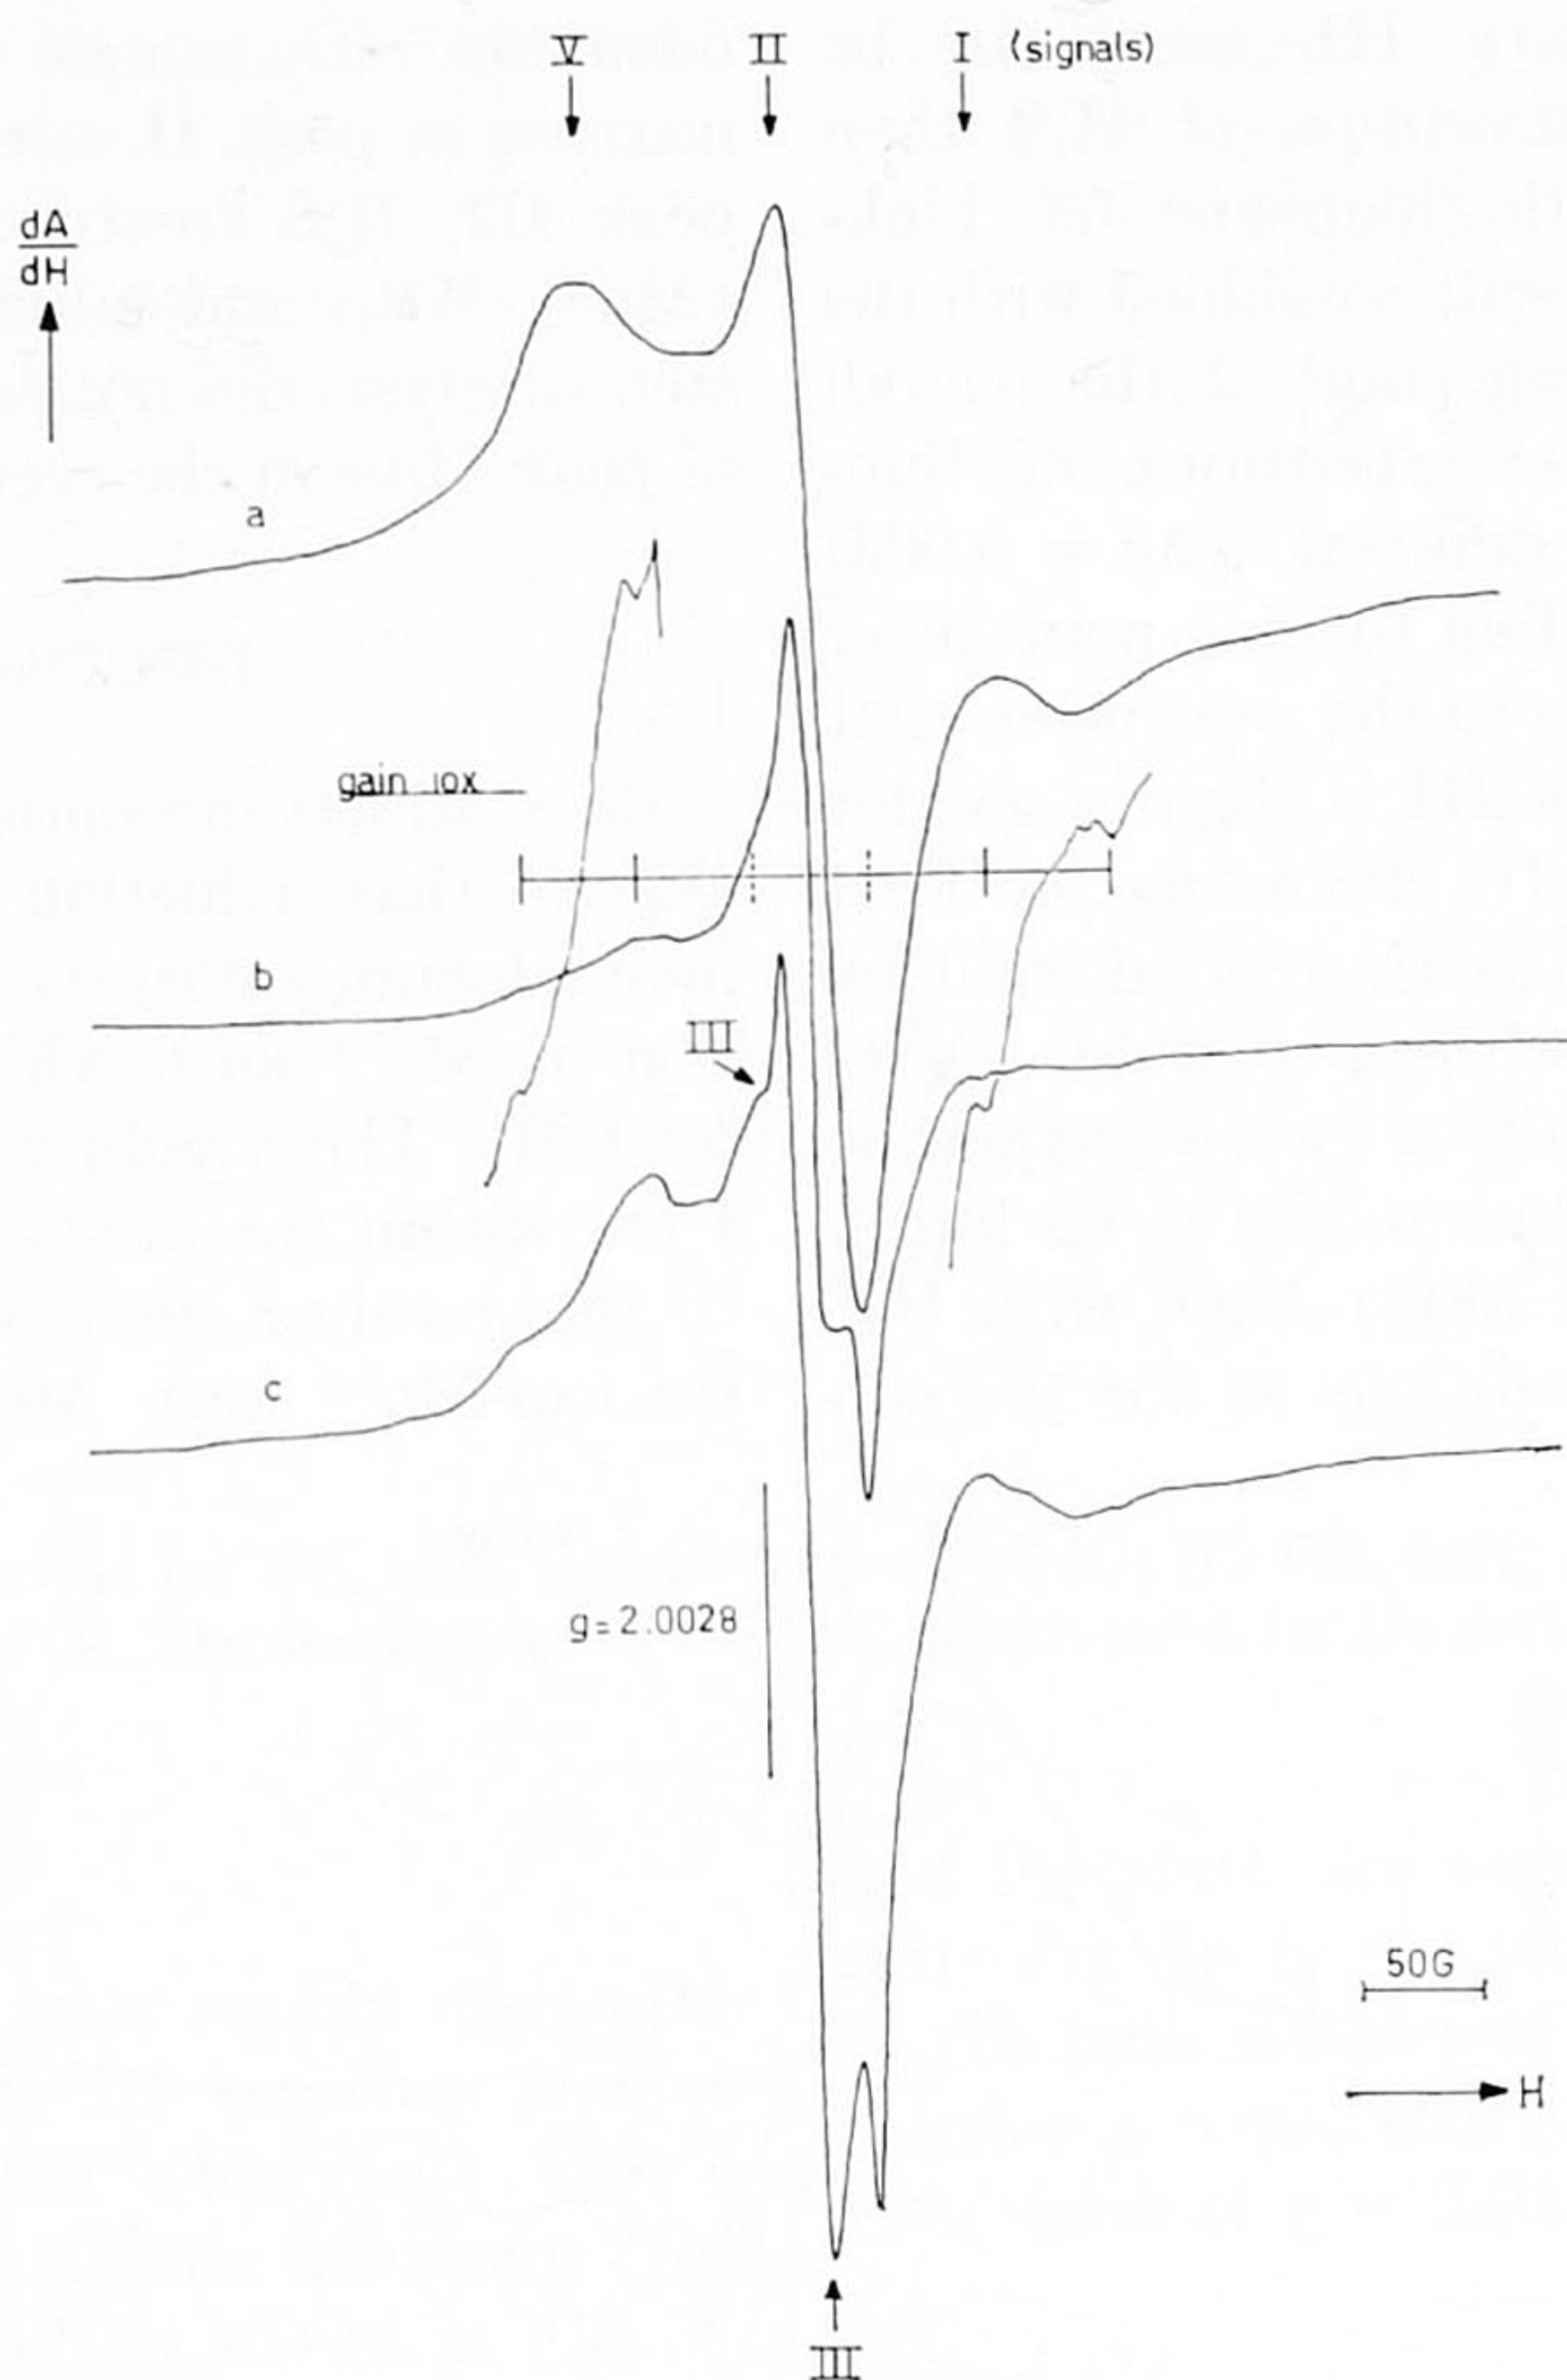 V II I (signals)
dA
dH
a
gain 10x
b
III
c
g=2.0028
50G
H
III